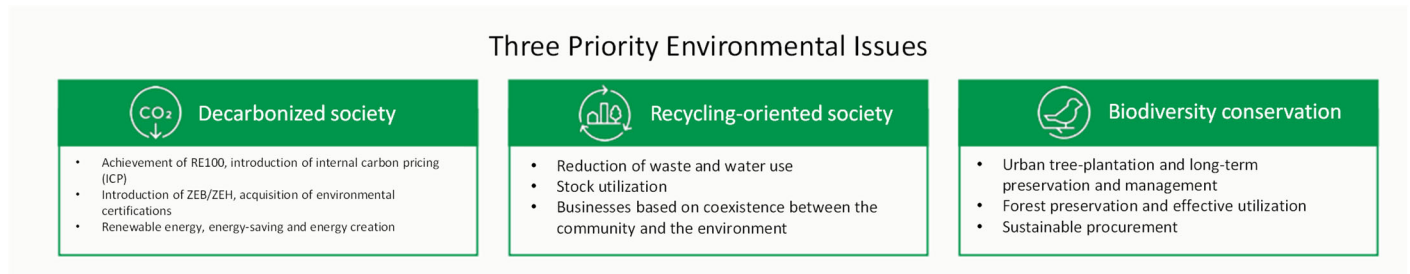 Three Priority Environmental Issues
CO₂
Decarbonized society
• Achievement of RE100, introduction of internal carbon pricing
(ICP)
• Introduction of ZEB/ZEH, acquisition of environmental
certifications
• Renewable energy, energy-saving and energy creation
Recycling-oriented society
• Reduction of waste and water use
• Stock utilization
• Businesses based on coexistence between the
community and the environment
Biodiversity conservation
• Urban tree-plantation and long-term
preservation and management
• Forest preservation and effective utilization
• Sustainable procurement